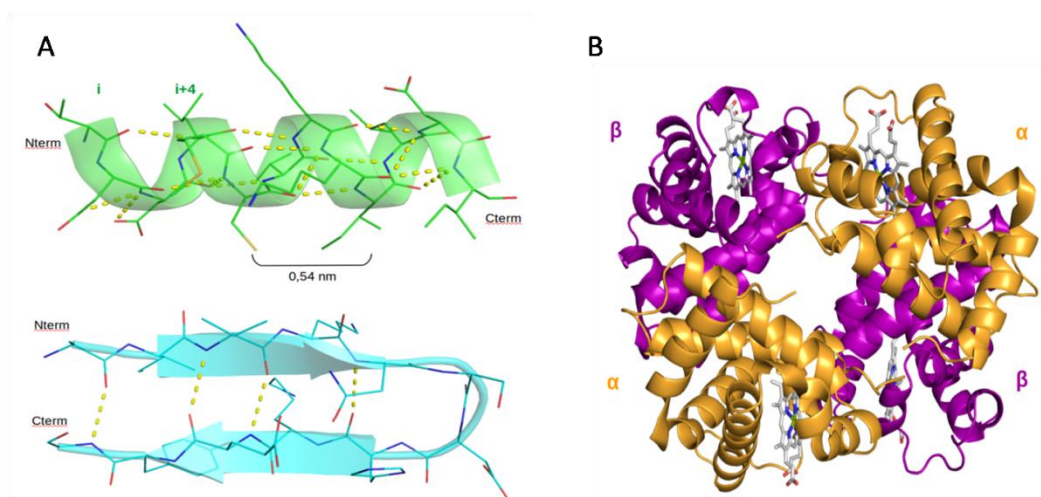 A
i i+4
Nterm
Cterm
0,54 nm
Nterm
Cterm
B
β α
α β